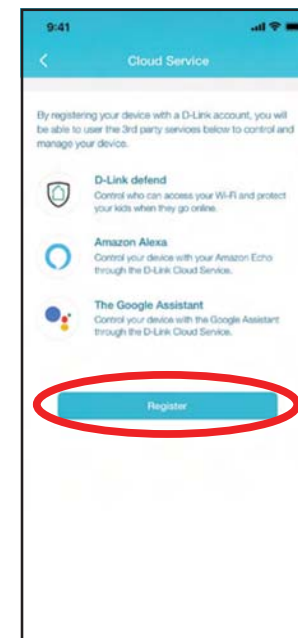 9:41
Cloud Service
By registering your device with a D-Link account, you will
be able to user the 3rd party services below to control and
manage your device.
D-Link defend
Control who can access your Wi-Fi and protect
your kids when they go online.
Amazon Alexa
Control your device with your Amazon Echo
through the D-Link Cloud Service.
The Google Assistant
Control your device with the Google Assistant
through the D-Link Cloud Service.
Register